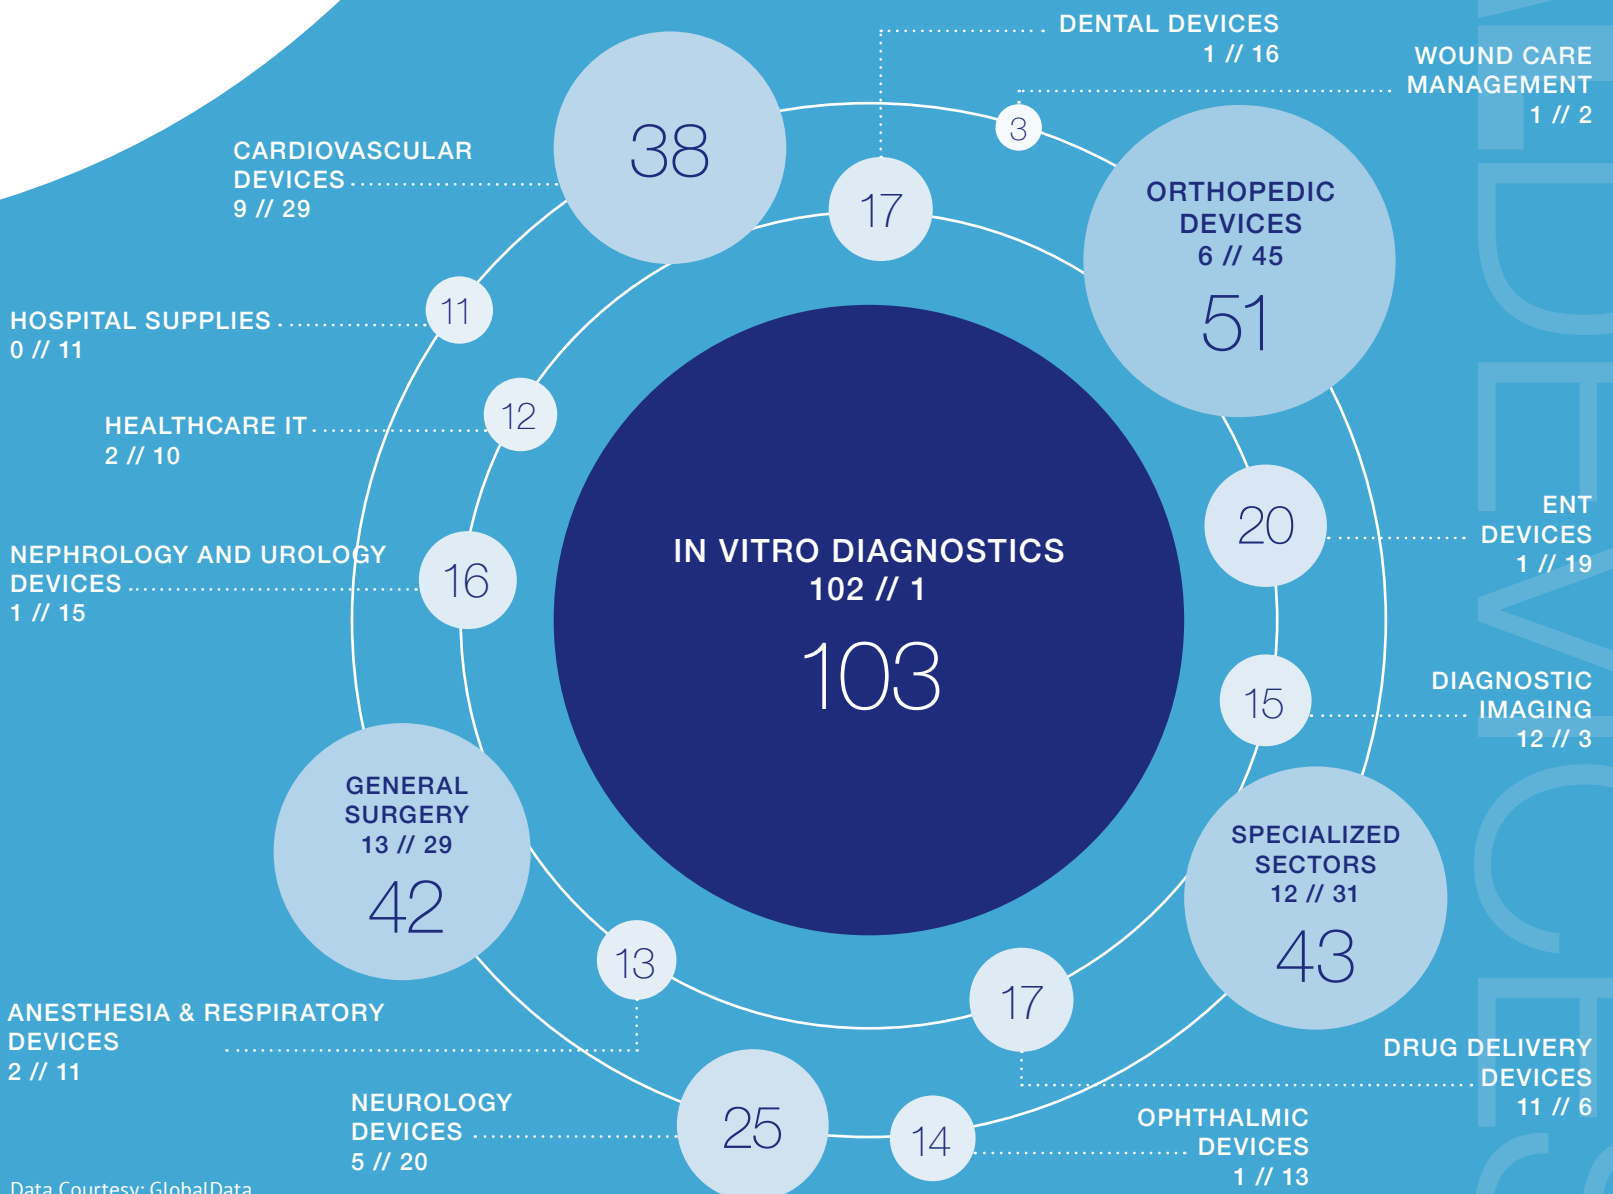 DENTAL DEVICES
1 // 16
WOUND CARE
MANAGEMENT
1 // 2
3
38
CARDIOVASCULAR
DEVICES
9 // 29
17
ORTHOPEDIC
DEVICES
6 // 45
51
11
HOSPITAL SUPPLIES
0 // 11
12
HEALTHCARE IT
2 // 10
20
ENT
DEVICES
1 // 19
NEPHROLOGY AND UROLOGY
DEVICES
1 // 15
16
IN VITRO DIAGNOSTICS
102 // 1
103
15
DIAGNOSTIC
IMAGING
12 // 3
GENERAL
SURGERY
13 // 29
42
SPECIALIZED
SECTORS
12 // 31
43
13
17
ANESTHESIA & RESPIRATORY
DEVICES
2 // 11
DRUG DELIVERY
DEVICES
11 // 6
NEUROLOGY
DEVICES
5 // 20
25
14
OPHTHALMIC
DEVICES
1 // 13
Data Courtesy: GlobalData
DEVICES